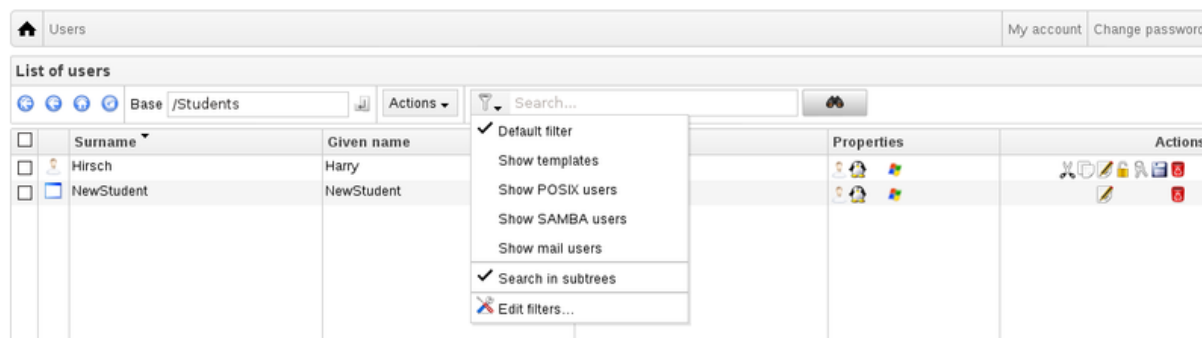 Users My account Change password
List of users
Base /Students Actions Search...
Surname Given name Properties Actions
Default filter
Show templates
Show POSIX users
Show SAMBA users
Show mail users
Search in subtrees
Edit filters...
Hirsch Harry
NewStudent NewStudent